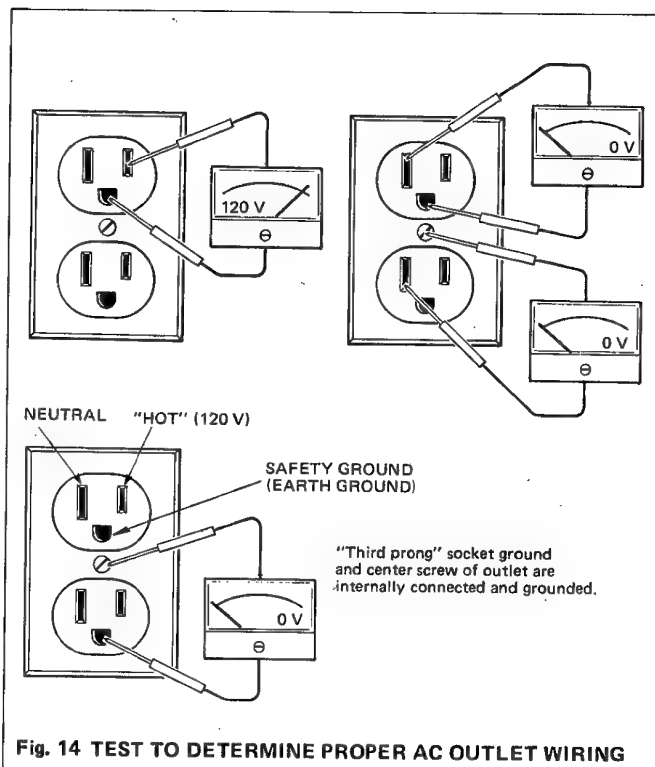 120 V
0 V
0 V
NEUTRAL
"HOT" (120 V)
SAFETY GROUND
(EARTH GROUND)
"Third prong" socket ground
and center screw of outlet are
internally connected and grounded.
0 V
Fig. 14 TEST TO DETERMINE PROPER AC OUTLET WIRING